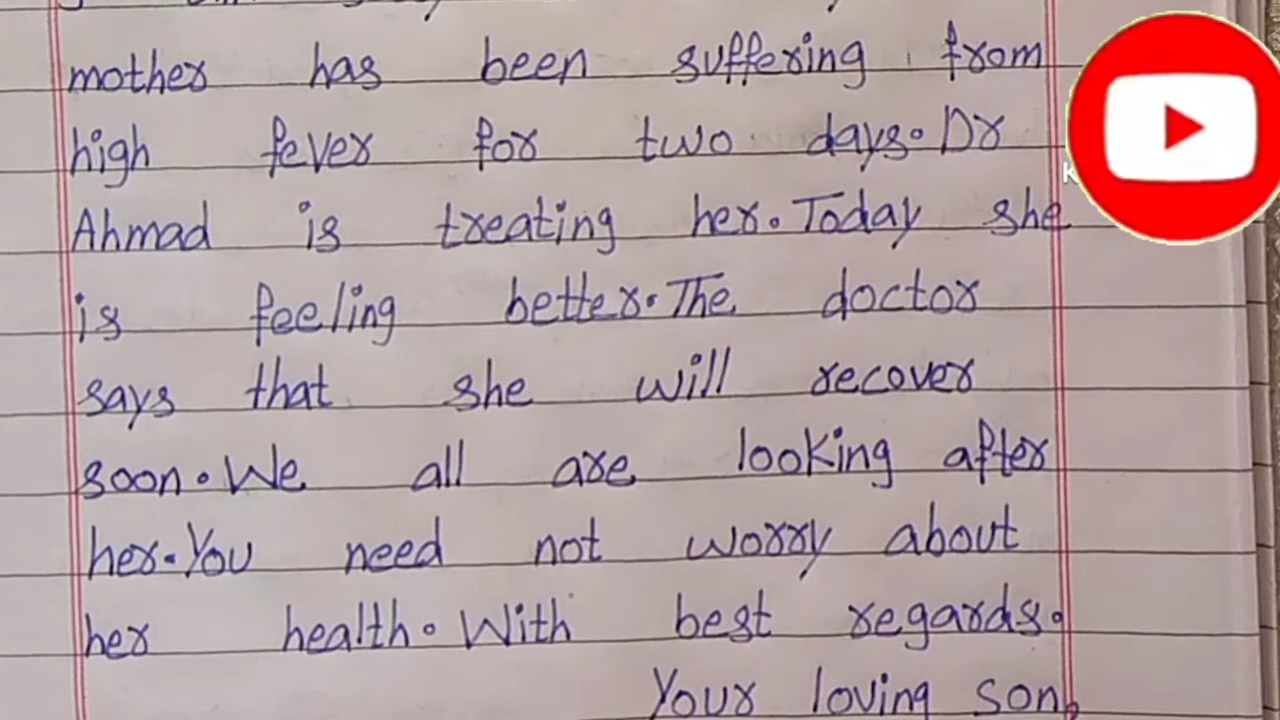 mother has been suffering from
high fever for two days. Dr
Ahmad is treating her. Today she
is feeling better. The doctor
says that she will recover
soon. We all are looking after
her. You need not worry about
her health. With best regards.
Your loving son,